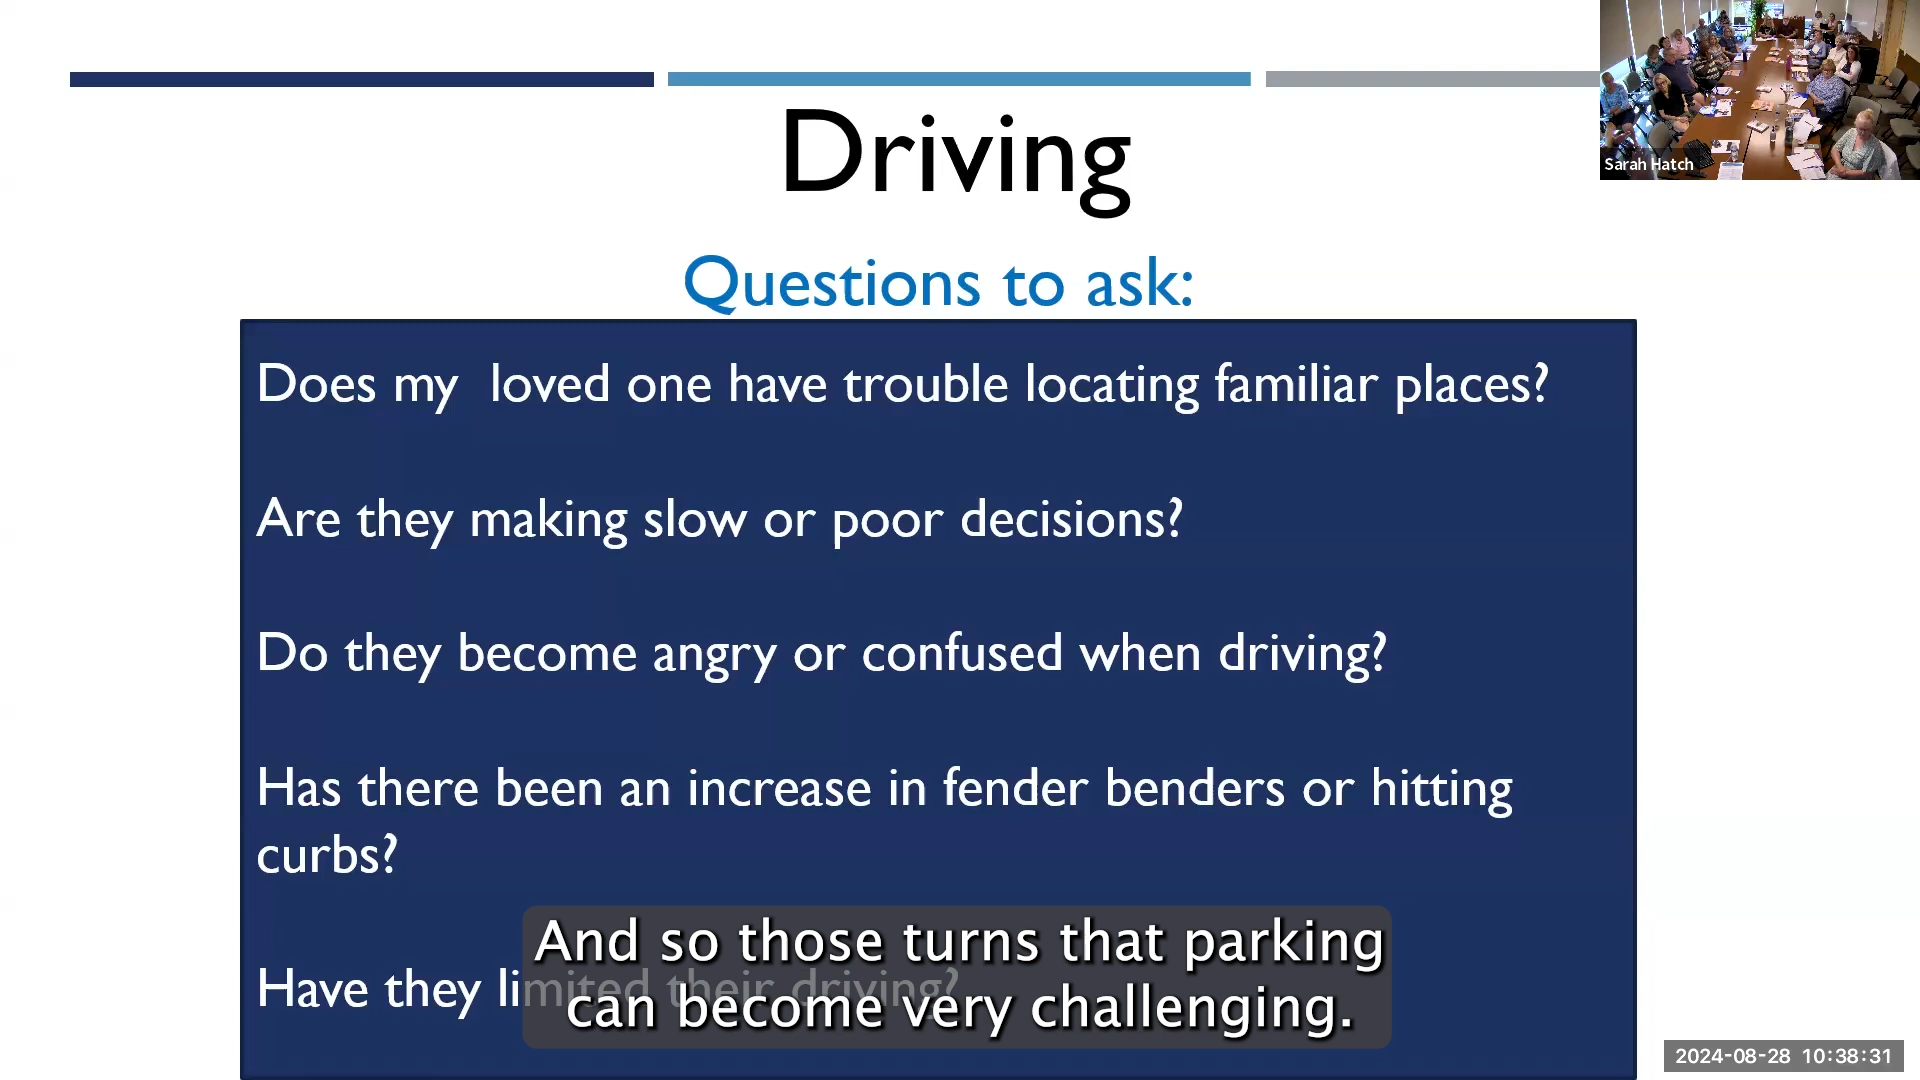 Driving
Sarah Hatch
Questions to ask:
Does my  loved one have trouble locating familiar places?
Are they making slow or poor decisions?
Do they become angry or confused when driving?
Has there been an increase in fender benders or hitting
curbs?
Have they limited their driving?
And so those turns that parking
can become very challenging.
2024-08-28 10:38:31